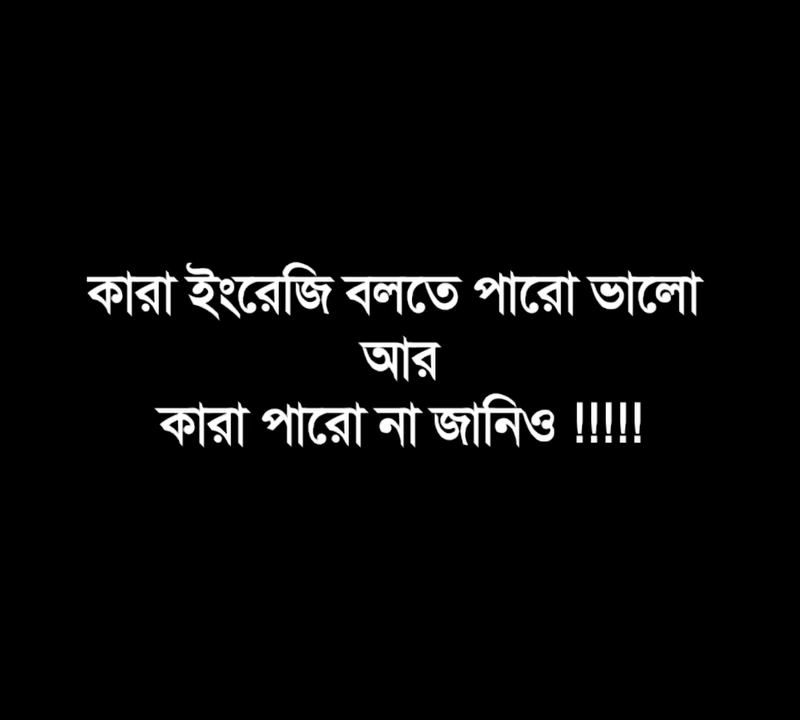 কারা ইংরেজি বলতে পারো ভালো
আর
কারা পারো না জানিও !!!!!